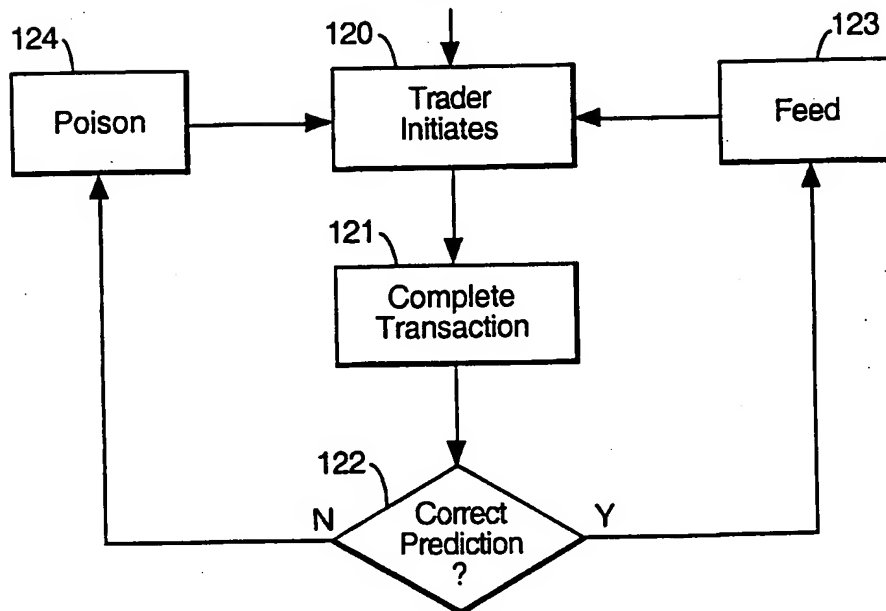 124
120
123
Poison
Trader
Initiates
Feed
121
Complete
Transaction
122
N
Correct
Prediction
?
Y